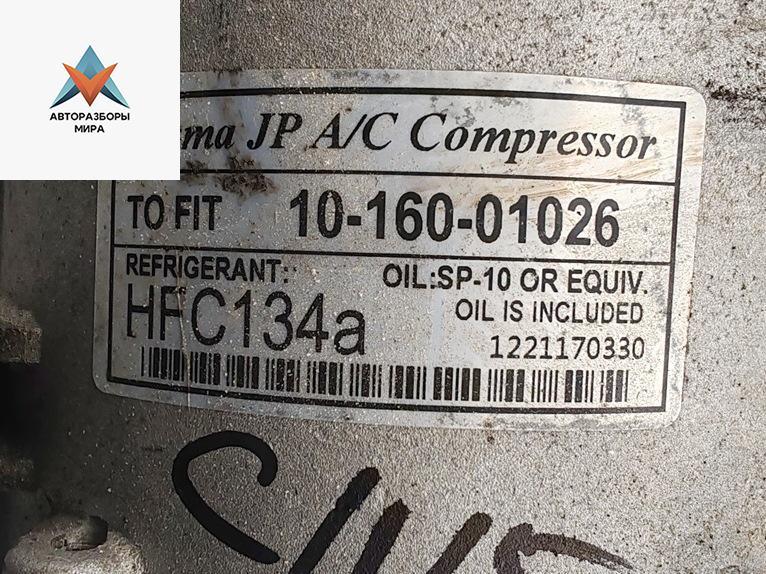 АВТОРАЗБОРЫ
МИРА
JP A/C Compressor
TO FIT 10-160-01026
REFRIGERANT: OIL:SP-10 OR EQUIV.
HFC134a OIL IS INCLUDED
1221170330